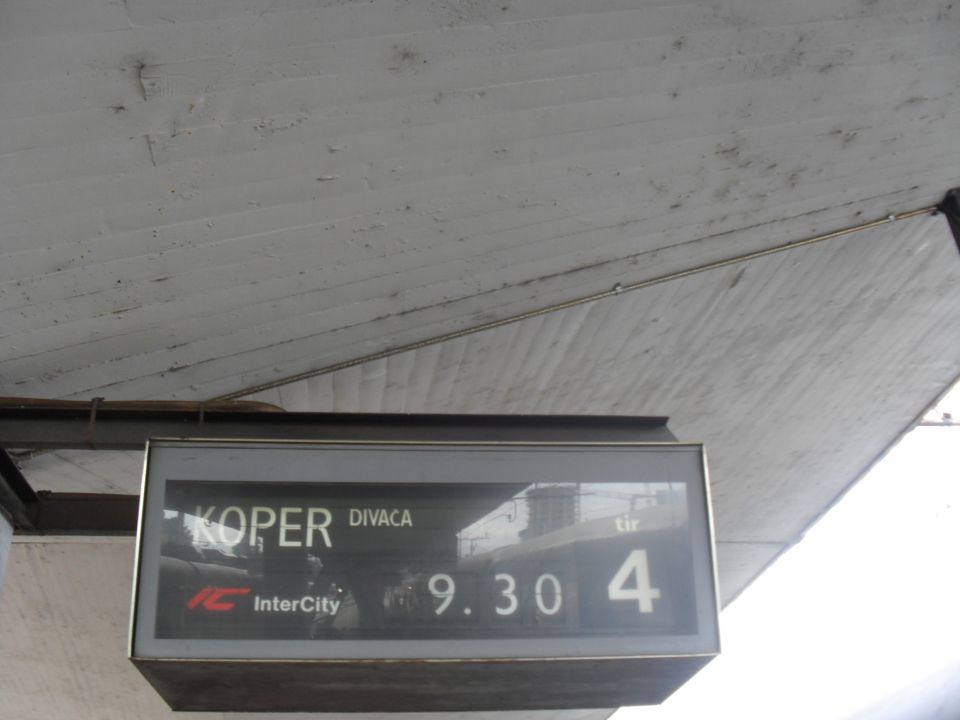 KOPER DIVACA tir
IC InterCity 9.30 4